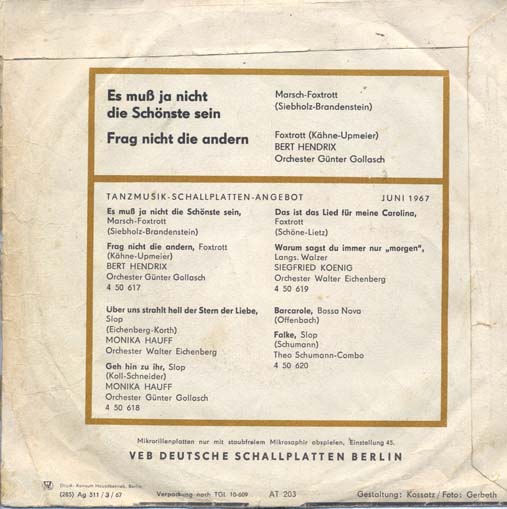 Es muß ja nicht
die Schönste sein
Marsch-Foxtrott
(Siebholz-Brandenstein)
Frag nicht die andern
Foxtrott (Kähne-Upmeier)
BERT HENDRIX
Orchester Günter Gollasch
TANZMUSIK-SCHALLPLATTEN-ANGEBOT JUNI 1967
Es muß ja nicht die Schönste sein,
Marsch-Foxtrott
(Siebholz-Brandenstein)
Frag nicht die andern, Foxtrott
(Kähne-Upmeier)
BERT HENDRIX
Orchester Günter Gollasch
4 50 617
Uber uns strahlt hell der Stern der Liebe,
Slop
(Eichenberg-Korth)
MONIKA HAUFF
Orchester Walter Eichenberg
Geh hin zu ihr, Slop
(Koll-Schneider)
MONIKA HAUFF
Orchester Günter Gollasch
4 50 618
Das ist das Lied für meine Carolina,
Foxtrott
(Schöne-Lietz)
Warum sagst du immer nur „morgen",
Langs. Walzer
SIEGFRIED KOENIG
Orchester Walter Eichenberg
4 50 619
Barcarole, Bossa Nova
(Offenbach)
Falke, Slop
(Schumann)
Theo Schumann-Combo
4 50 620
Mikrorillenplatten nur mit staubfreiem Mikrosaphir abspielen, Einstellung 45.
VEB DEUTSCHE SCHALLPLATTEN BERLIN
Druck: Konsum Hausbetrieb, Berlin
(285) Ag 511/3/67 Verpackung nach TGL 10-609 AT 203 Gestaltung: Kossatz/Foto: Gerbeth